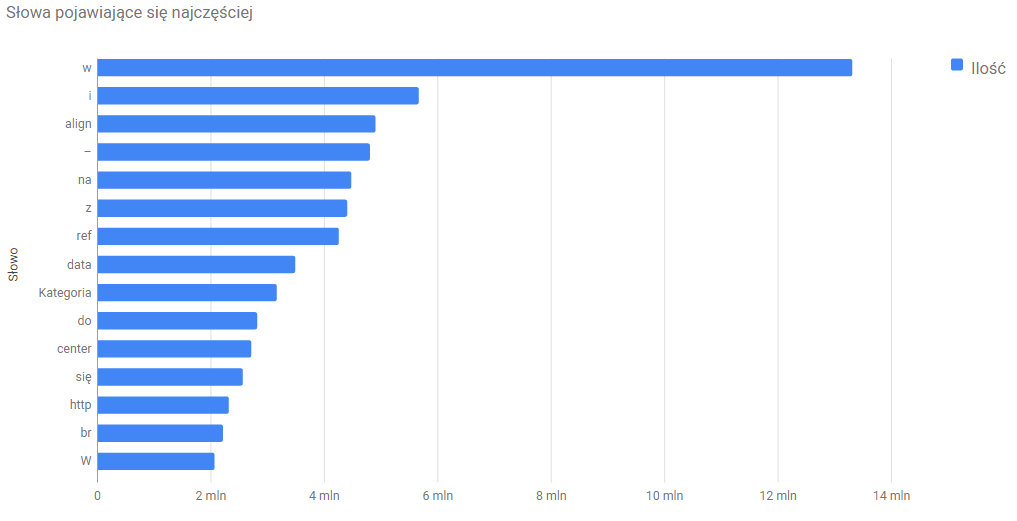 Słowa pojawiające się najczęściej
Ilość
Słowo
w
i
align
–
na
z
ref
data
Kategoria
do
center
się
http
br
W
0 2 mln 4 mln 6 mln 8 mln 10 mln 12 mln 14 mln